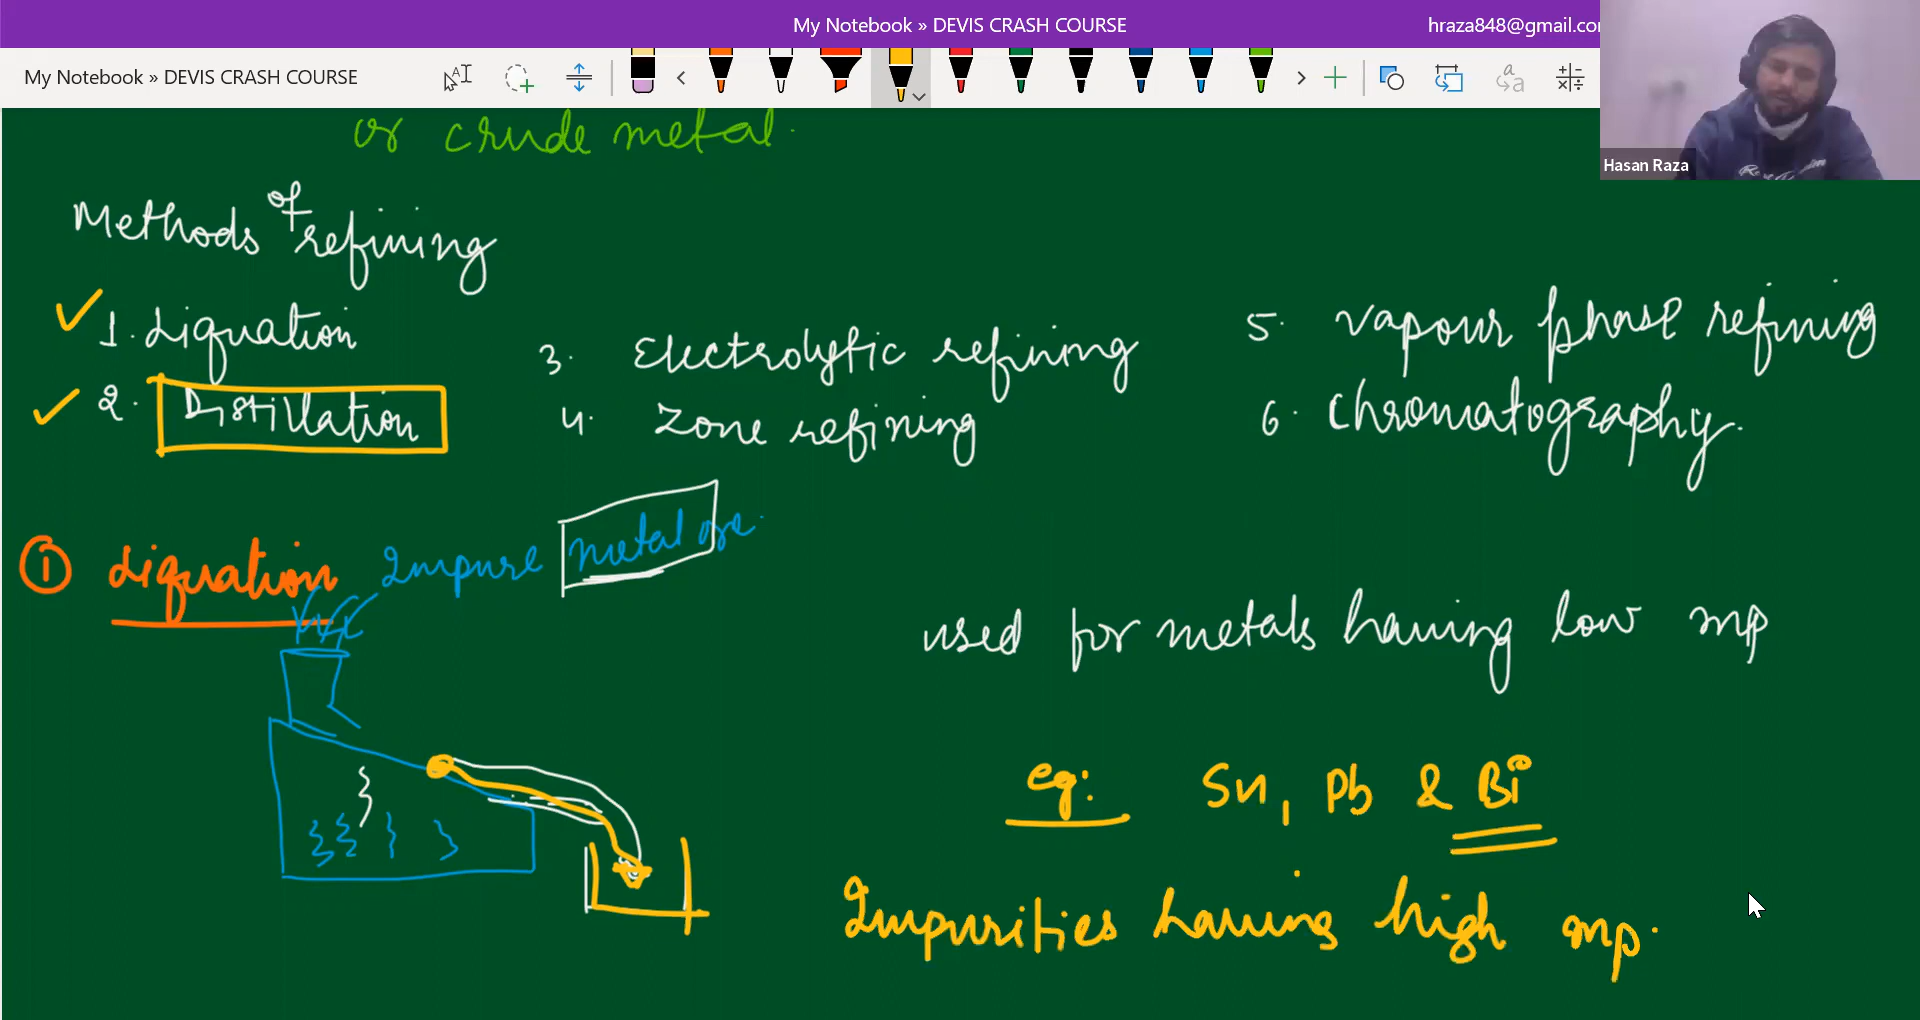 My Notebook » DEVIS CRASH COURSE
hraza848@gmail.co
My Notebook » DEVIS CRASH COURSE
Hasan Raza
or crude metal.
Methods of refining
1. Liquation
2. Distillation
3. Electrolytic refining
4. Zone refining
5. Vapour phase refining
6. Chromatography.
① Liquation
Impure metal ore.
used for metals having low mp
eg: Sn, Pb & Bi
Impurities having high mp.